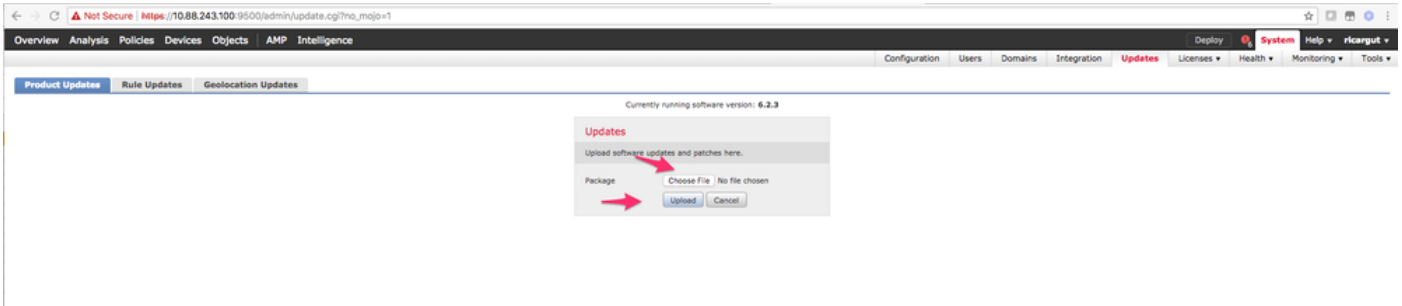 Not Secure | https://10.88.243.100:9500/admin/update.cgi?no_mojo=1
Overview Analysis Policies Devices Objects AMP Intelligence Deploy System Help ricargut
Configuration Users Domains Integration Updates Licenses Health Monitoring Tools
Product Updates Rule Updates Geolocation Updates
Currently running software version: 6.2.3
Updates
Upload software updates and patches here.
Package Choose File No file chosen
Upload Cancel